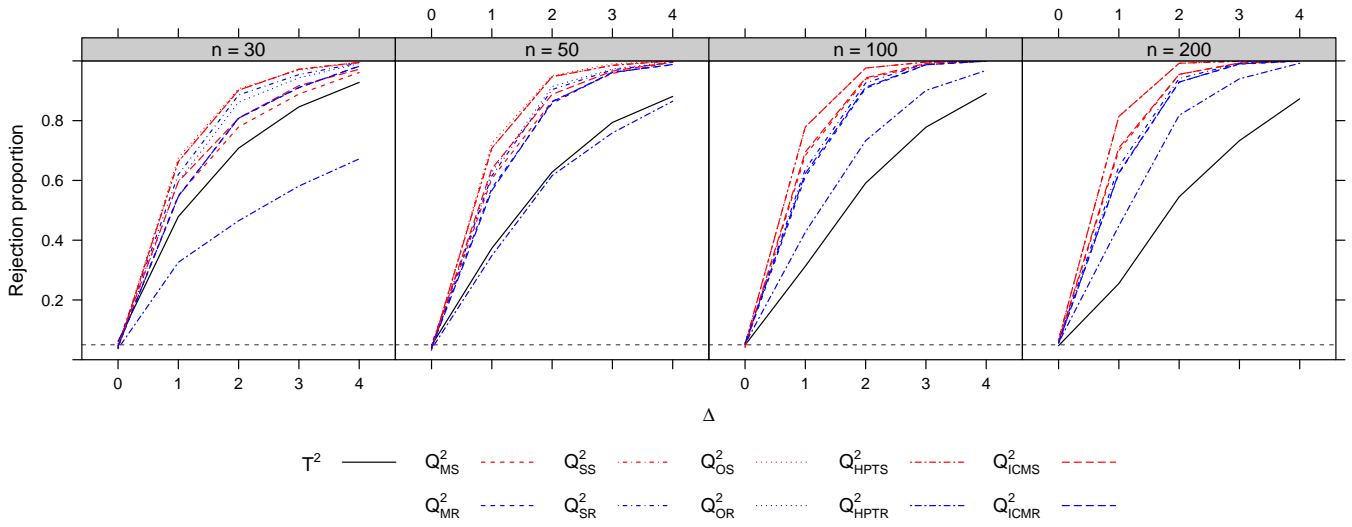 0 1 2 3 4 0 1 2 3 4
n = 30 n = 50 n = 100 n = 200
Rejection proportion
0.8
0.6
0.4
0.2
0 1 2 3 4 0 1 2 3 4
Δ
T² Q²MS Q²SS Q²OS Q²HPTS Q²ICMS
Q²MR Q²SR Q²OR Q²HPTR Q²ICMR